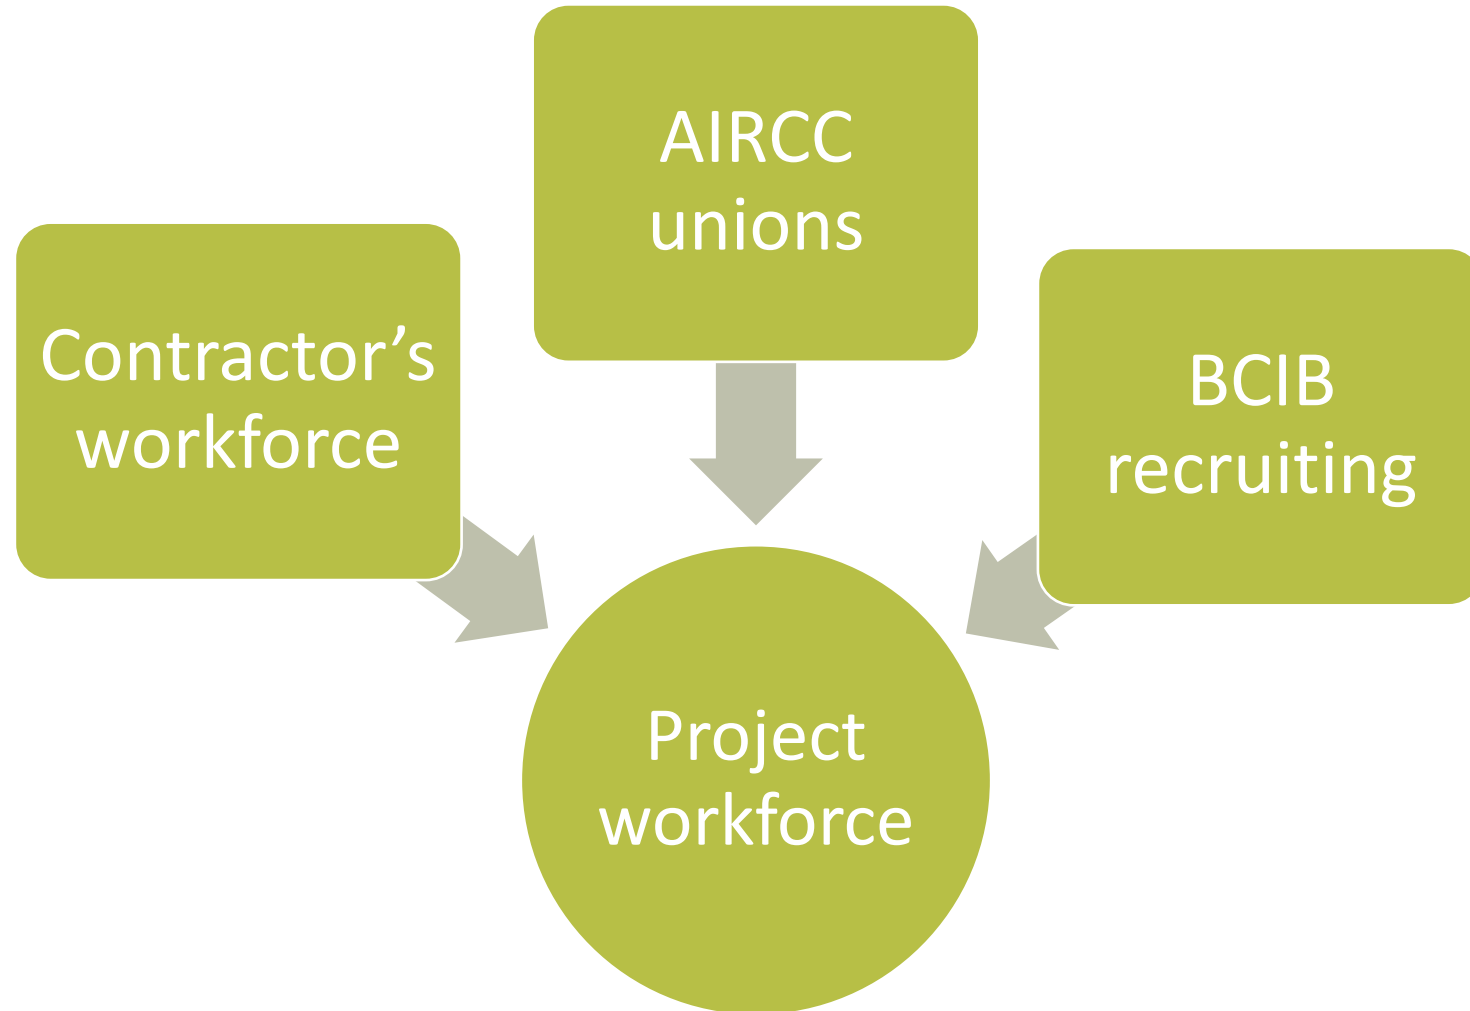 AIRCC
unions
Contractor’s
workforce
BCIB
recruiting
Project
workforce